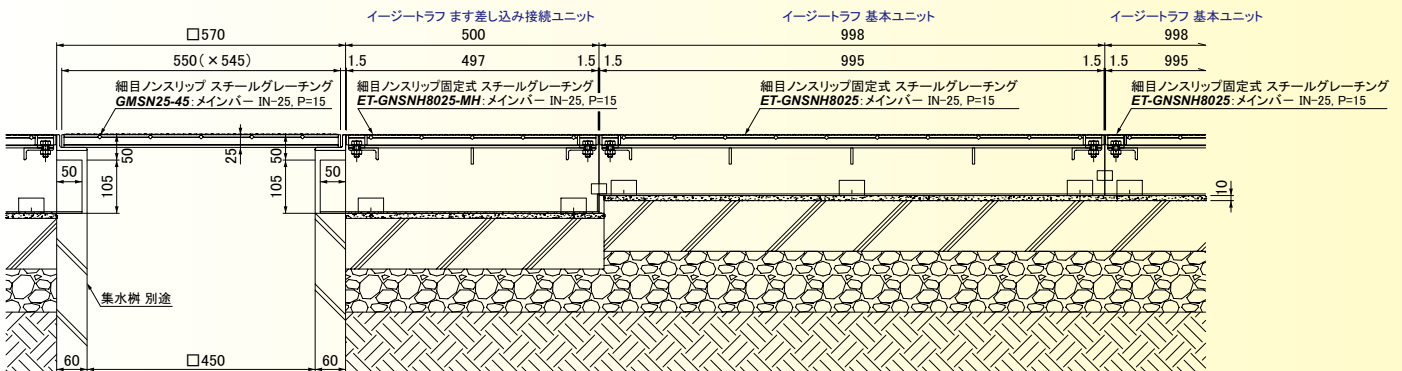 イージートラフ ます差し込み接続ユニット
イージートラフ 基本ユニット
イージートラフ 基本ユニット
□570
500
998
998
550(×545)
1.5
497
1.5
1.5
995
1.5
1.5
995
細目ノンスリップ スチールグレーチング
GMSN25-45:メインバー IN-25, P=15
細目ノンスリップ固定式 スチールグレーチング
ET-GNSNH8025-MH:メインバー IN-25, P=15
細目ノンスリップ固定式 スチールグレーチング
ET-GNSNH8025:メインバー IN-25, P=15
細目ノンスリップ固定式 スチールグレーチング
ET-GNSNH8025:メインバー IN-25, P=15
50
25
50
50
105
105
50
10
集水桝 別途
60
□450
60